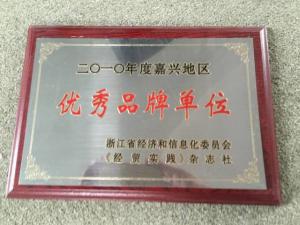 二〇一〇年度嘉兴地区
优秀品牌单位
浙江省经济和信息化委员会
《经贸实践》杂志社